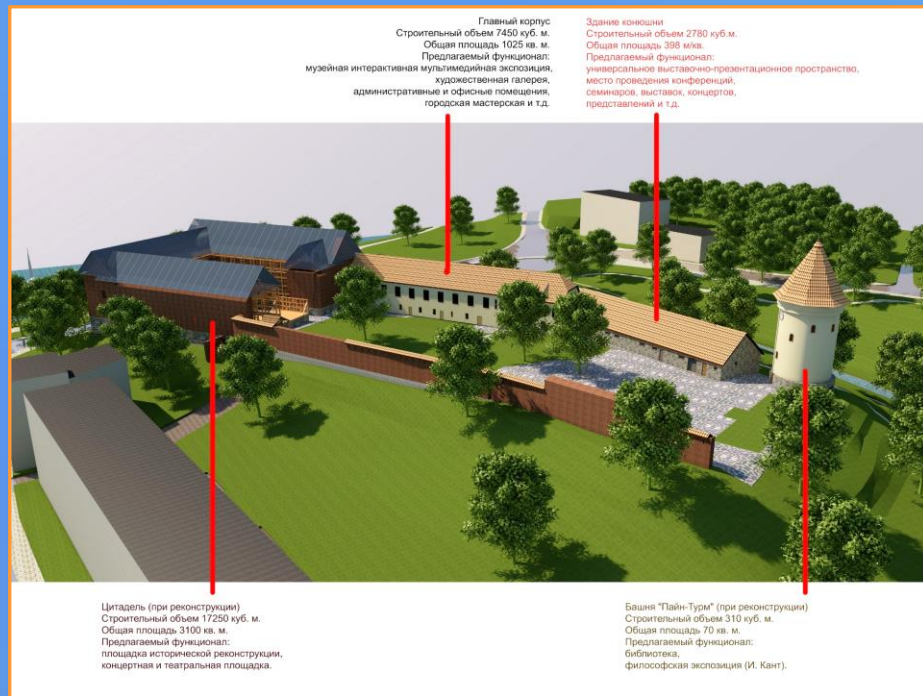 Главный корпус
Строительный объем 7450 куб. м.
Общая площадь 1025 кв. м.
Предлагаемый функционал:
музейная интерактивная мультимедийная экспозиция,
художественная галерея,
административные и офисные помещения,
городская мастерская и т.д.
Здание конюшни
Строительный объем 2780 куб.м.
Общая площадь 398 м/кв.
Предлагаемый функционал:
универсальное выставочно-презентационное пространство,
место проведения конференций,
семинаров, выставок, концертов,
представлений и т.д.
Цитадель (при реконструкции)
Строительный объем 17250 куб. м.
Общая площадь 3100 кв. м.
Предлагаемый функционал:
площадка исторической реконструкции,
концертная и театральная площадка.
Башня "Пайн-Турм" (при реконструкции)
Строительный объем 310 куб. м.
Общая площадь 70 кв. м.
Предлагаемый функционал:
библиотека,
философская экспозиция (И. Кант).